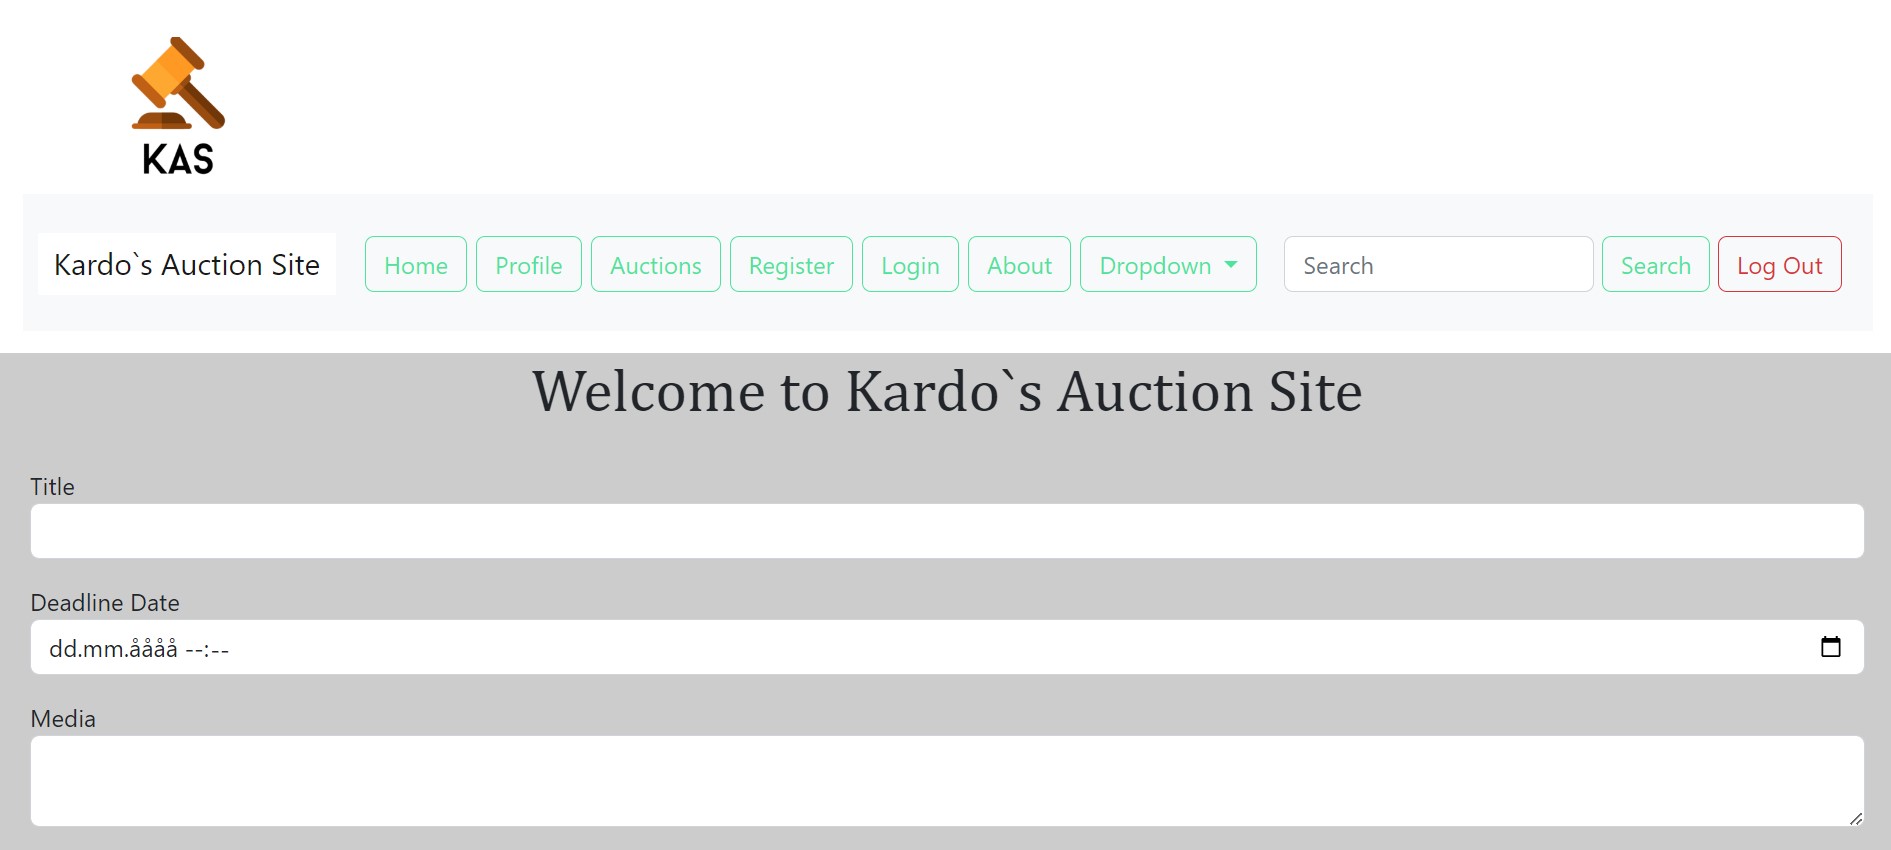 KAS
Kardo`s Auction Site Home Profile Auctions Register Login About Dropdown Search Search Log Out
Welcome to Kardo`s Auction Site
Title
Deadline Date
dd.mm.åååå --:--
Media